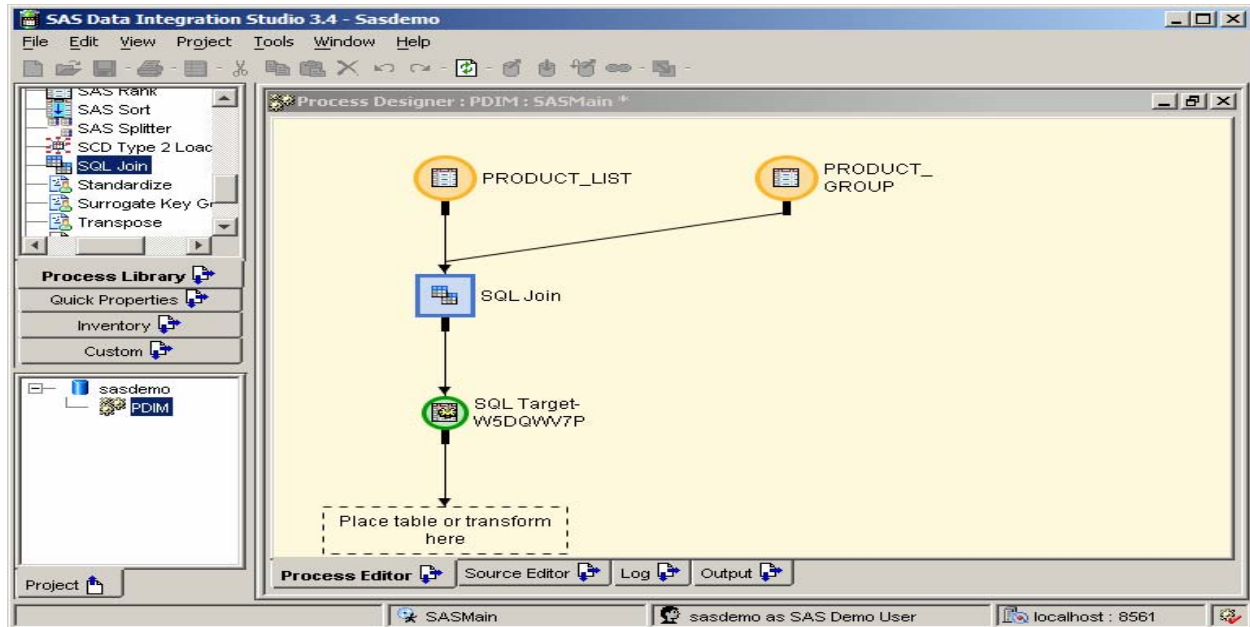 SAS Data Integration Studio 3.4 - Sasdemo
File Edit View Project Tools Window Help
SAS Rank
SAS Sort
SAS Splitter
SCD Type 2 Loac
SQL Join
Standardize
Surrogate Key Gr
Transpose
Process Library
Quick Properties
Inventory
Custom
sasdemo
PDIM
Project
Process Designer : PDIM : SASMain *
PRODUCT_LIST
PRODUCT_
GROUP
SQL Join
SQL Target-
W5DQWV7P
Place table or transform
here
Process Editor Source Editor Log Output
SASMain sasdemo as SAS Demo User localhost : 8561